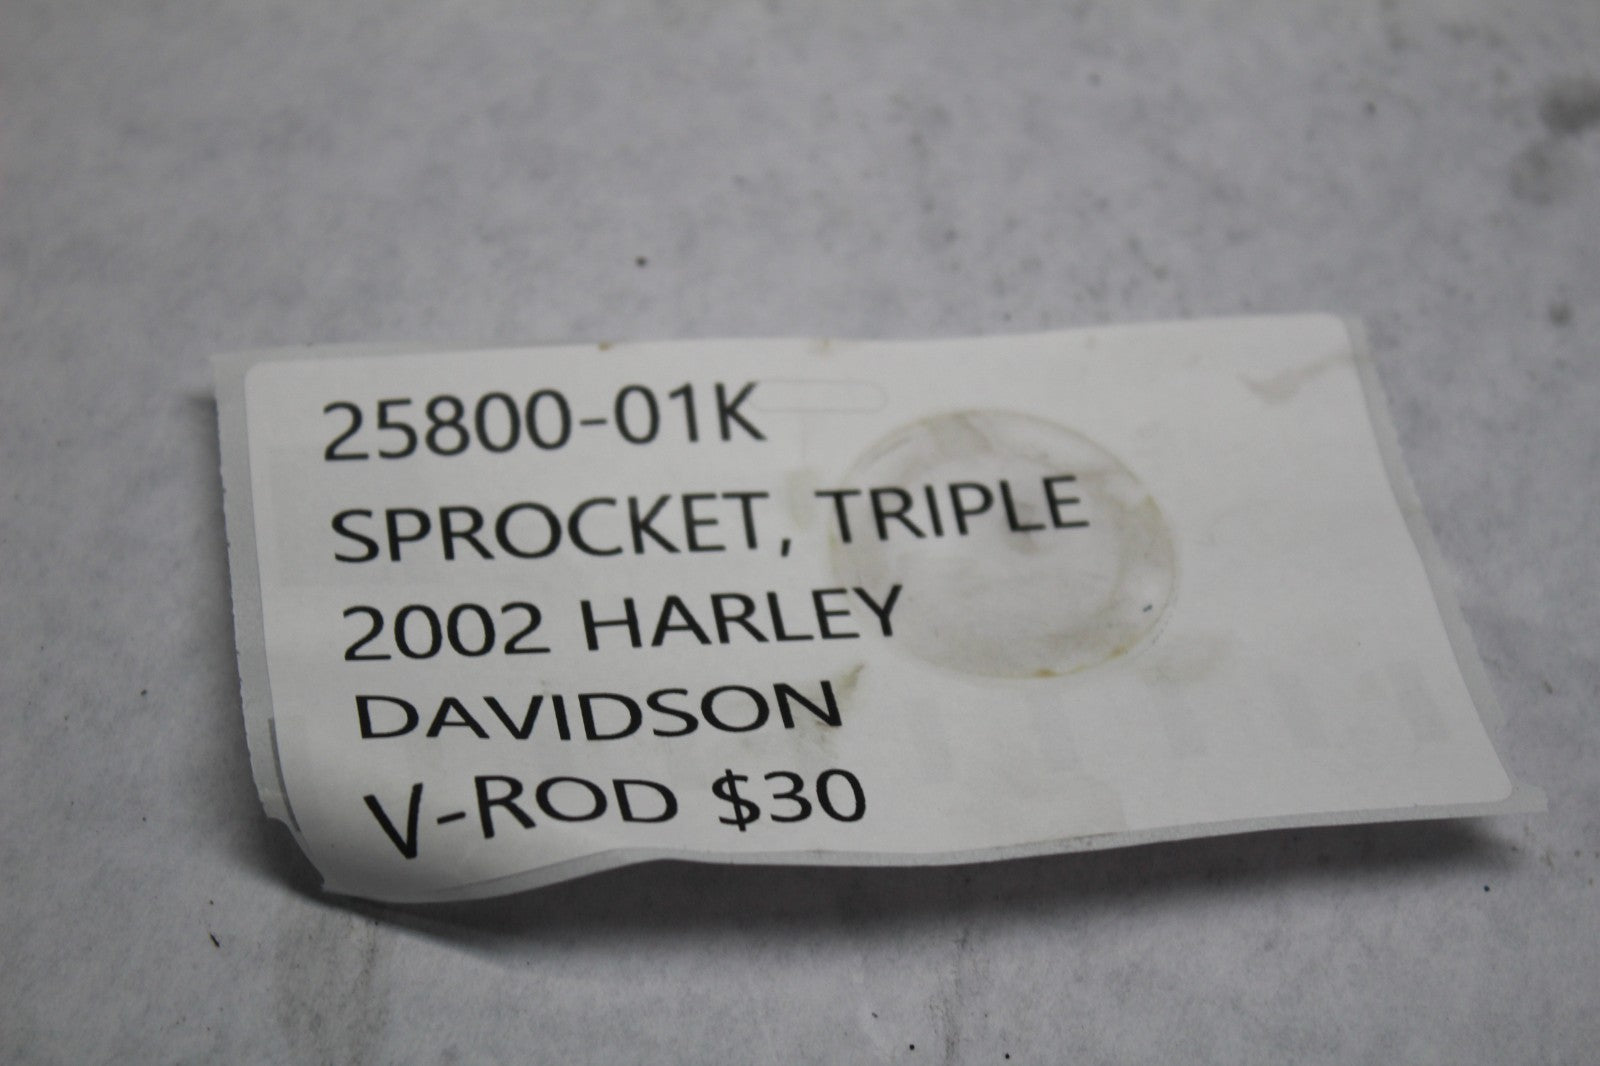 25800-01K
SPROCKET, TRIPLE
2002 HARLEY
DAVIDSON
V-ROD $30